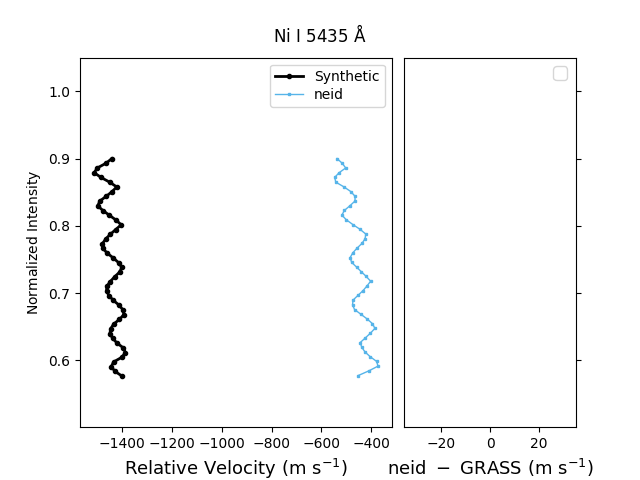 Ni I 5435 Å
Synthetic
neid
1.0
0.9
0.8
0.7
0.6
Normalized Intensity
−1400 −1200 −1000 −800 −600 −400
Relative Velocity (m s⁻¹)
−20 0 20
neid − GRASS (m s⁻¹)